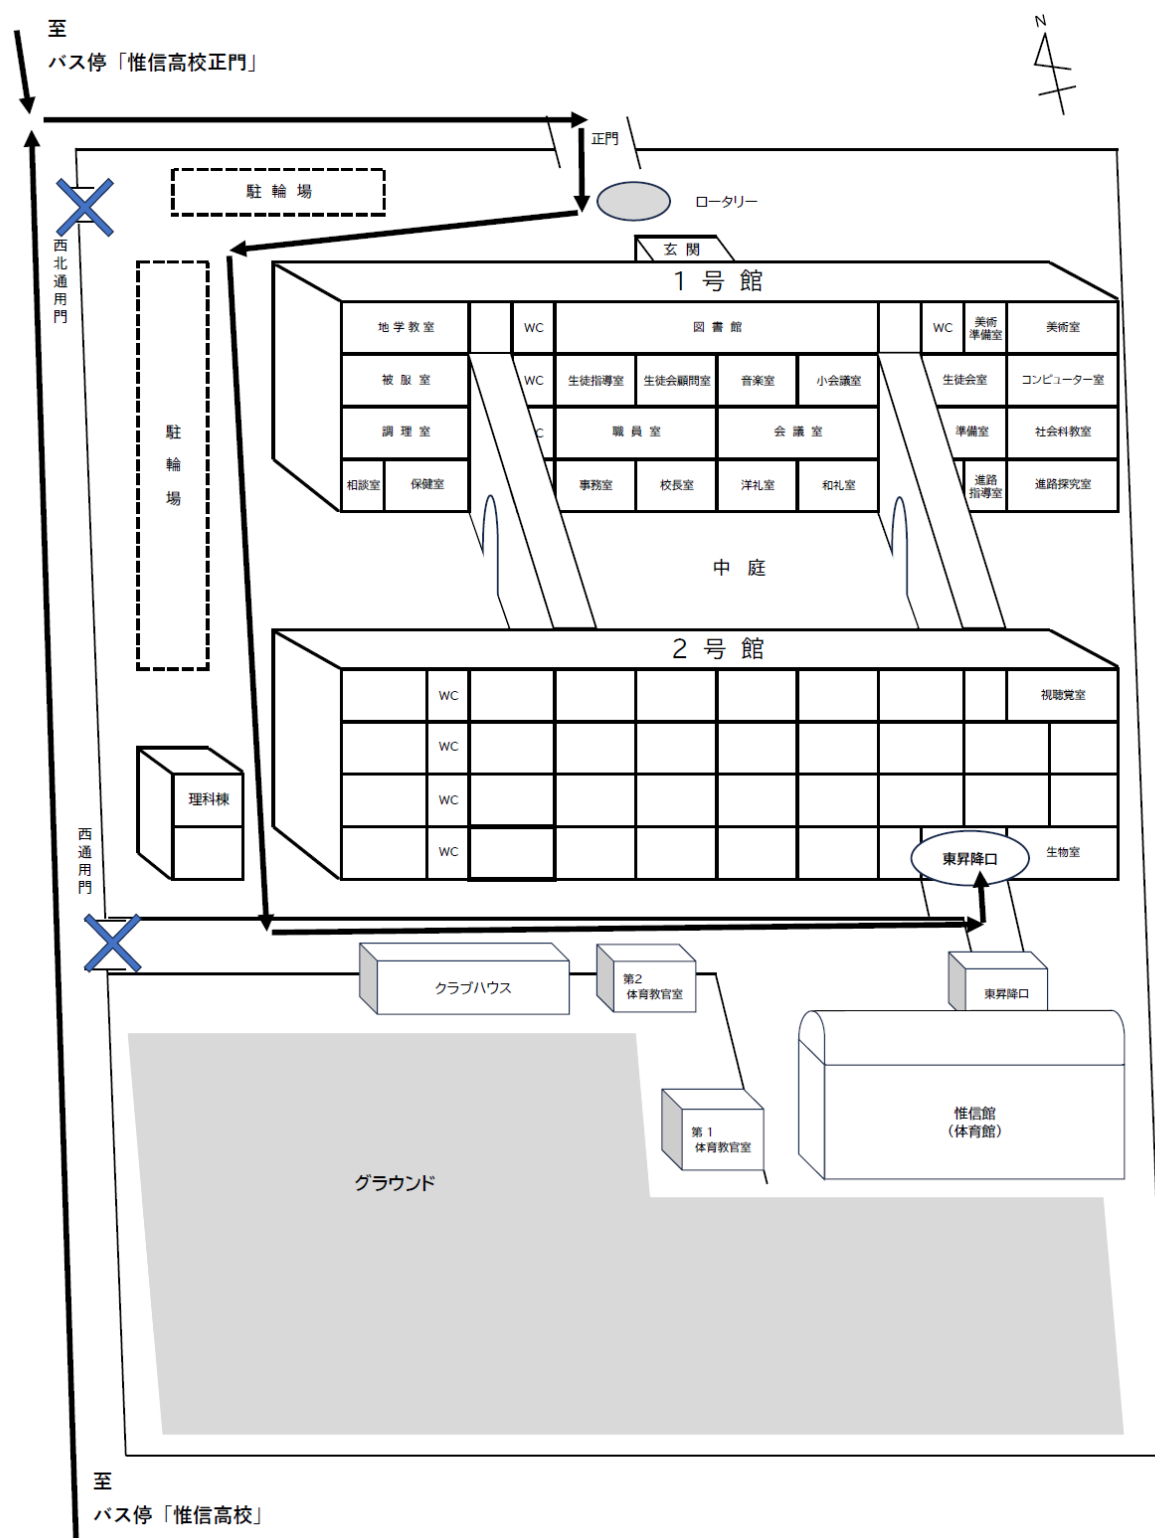 至
バス停「惟信高校正門」
N
正門
駐 輪 場
ロータリー
西北通用門
玄 関
1 号 館
地学教室
WC
図 書 館
WC
美術
準備室
美術室
被 服 室
WC
生徒指導室
生徒会顧問室
音楽室
小会議室
生徒会室
コンピューター室
調 理 室
C
職 員 室
会 議 室
準備室
社会科教室
相談室
保健室
事務室
校長室
洋礼室
和礼室
進路
指導室
進路探究室
駐輪場
中 庭
2 号 館
WC
視聴覚室
WC
理科棟
WC
西通用門
WC
東昇降口
生物室
クラブハウス
第2
体育教官室
東昇降口
第 1
体育教官室
惟信館
(体育館)
グラウンド
至
バス停「惟信高校」